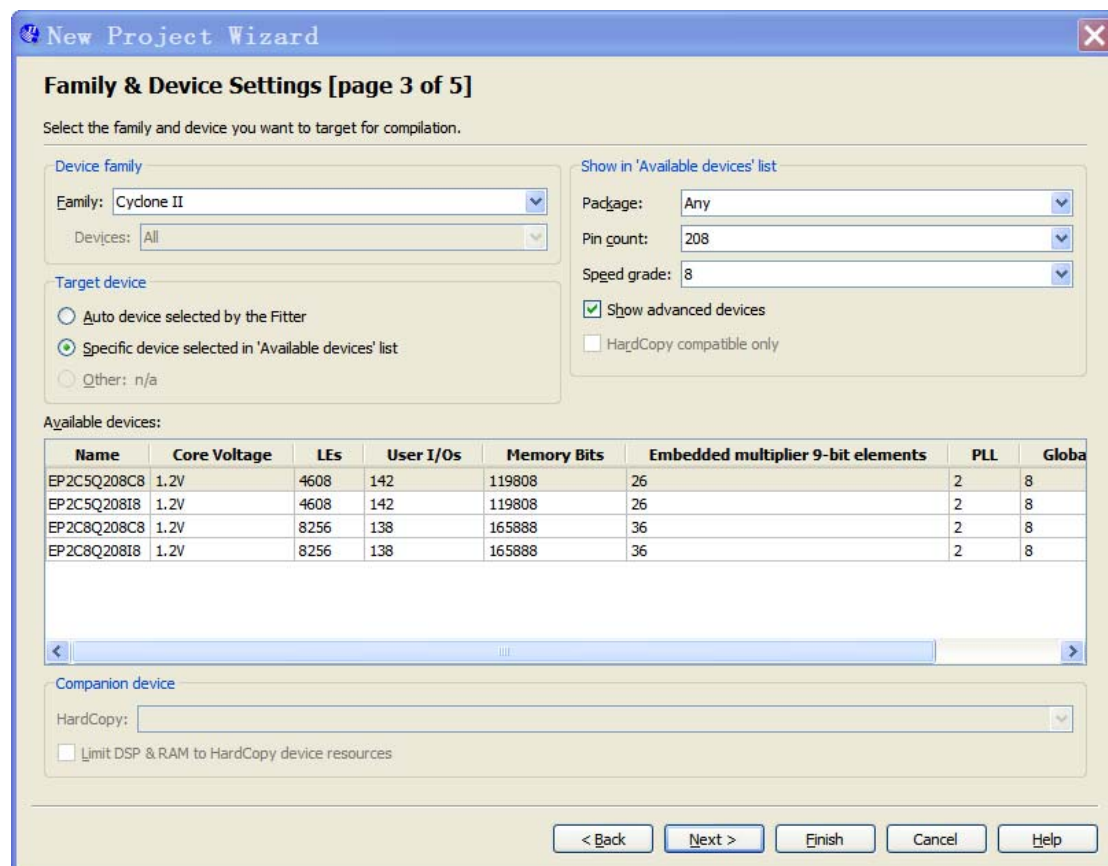 New Project Wizard
Family & Device Settings [page 3 of 5]
Select the family and device you want to target for compilation.
Device family
Family: Cyclone II
Devices: All
Show in 'Available devices' list
Package: Any
Pin count: 208
Speed grade: 8
Show advanced devices
HardCopy compatible only
Target device
Auto device selected by the Fitter
Specific device selected in 'Available devices' list
Other: n/a
Available devices:
Name Core Voltage LEs User I/Os Memory Bits Embedded multiplier 9-bit elements PLL Globa
EP2C5Q208C8 1.2V 4608 142 119808 26 2 8
EP2C5Q208I8 1.2V 4608 142 119808 26 2 8
EP2C8Q208C8 1.2V 8256 138 165888 36 2 8
EP2C8Q208I8 1.2V 8256 138 165888 36 2 8
Companion device
HardCopy:
Limit DSP & RAM to HardCopy device resources
< Back Next > Finish Cancel Help